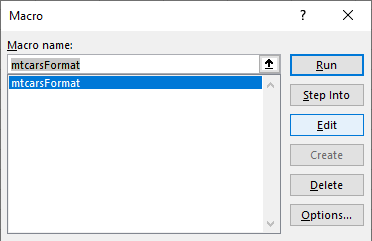 Macro
Macro name:
mtcarsFormat
mtcarsFormat
Run
Step Into
Edit
Create
Delete
Options...